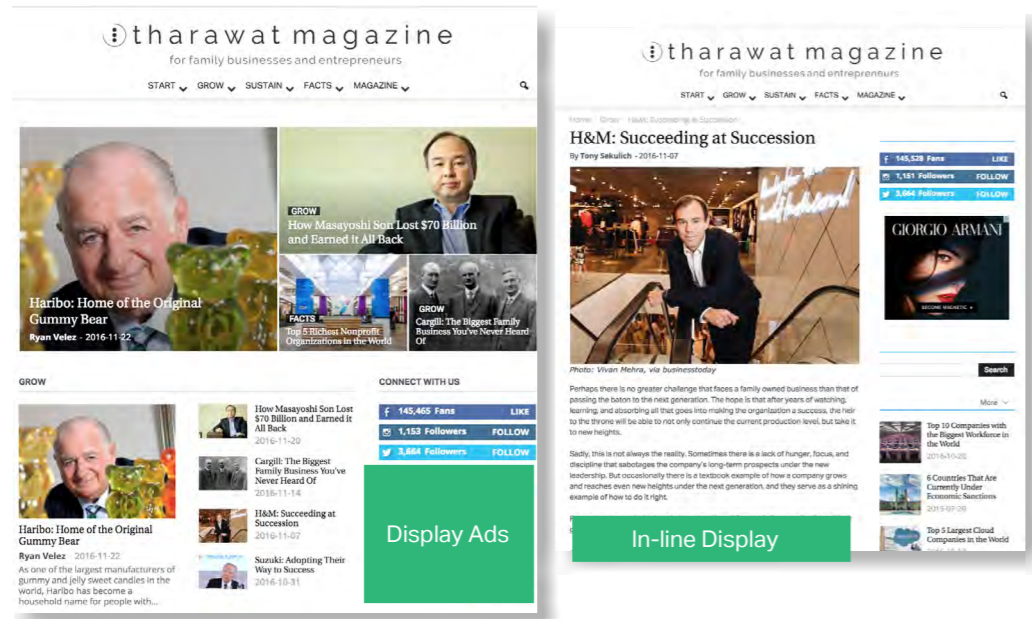 tharawat magazine
for family businesses and entrepreneurs
START GROW SUSTAIN FACTS MAGAZINE
Haribo: Home of the Original
Gummy Bear
Ryan Velez - 2016-11-22
GROW
How Masayoshi Son Lost $70 Billion
and Earned it All Back
FACTS
Top 5 Richest Nonprofit
Organizations in the World
GROW
Cargill: The Biggest Family
Business You've Never Heard
Of
GROW
Haribo: Home of the Original
Gummy Bear
Ryan Velez - 2016-11-22
As one of the largest manufacturers of
gummy and jelly sweet candies in the
world, Haribo has become a
household name for people with...
How Masayoshi Son Lost
$70 Billion and Earned it
All Back
2016-11-20
Cargill: The Biggest
Family Business You've
Never Heard Of
2016-11-14
H&M: Succeeding at
Succession
2016-11-07
Suzuki: Adopting Their
Way to Success
2016-10-31
CONNECT WITH US
145,465 Fans LIKE
1,153 Followers FOLLOW
3,664 Followers FOLLOW
Display Ads
tharawat magazine
for family businesses and entrepreneurs
START GROW SUSTAIN FACTS MAGAZINE
Home Grow H&M: Succeeding at Succession
H&M: Succeeding at Succession
By Tony Sekulich - 2016-11-07
Photo: Vivan Mehra, via businesstoday
Perhaps there is no greater challenge that faces a family owned business than that of
passing the baton to the next generation. The hope is that after years of watching,
learning, and absorbing all that goes into making the organization a success, the heir
to the throne will be able to not only continue the current production level, but take it
to new heights.
Sadly, this is not always the reality. Sometimes there is a lack of hunger, focus, and
discipline that sabotages the company's long-term prospects under the new
leadership. But occasionally there is a textbook example of how a company grows
and reaches even new heights under the next generation, and they serve as a shining
example of how to do it right.
In-line Display
145,528 Fans LIKE
1,151 Followers FOLLOW
3,664 Followers FOLLOW
GIORGIO ARMANI
BECOME MAGNETIC
Search
More
Top 10 Companies with
the Biggest Workforce in
the World
2016-10-20
6 Countries That Are
Currently Under
Economic Sanctions
2015-07-20
Top 5 Largest Cloud
Companies in the World